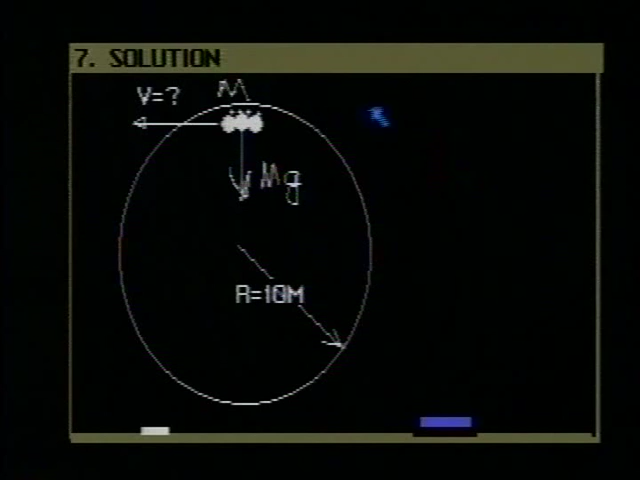 7. SOLUTION
V=?
M
Mg
R=10M